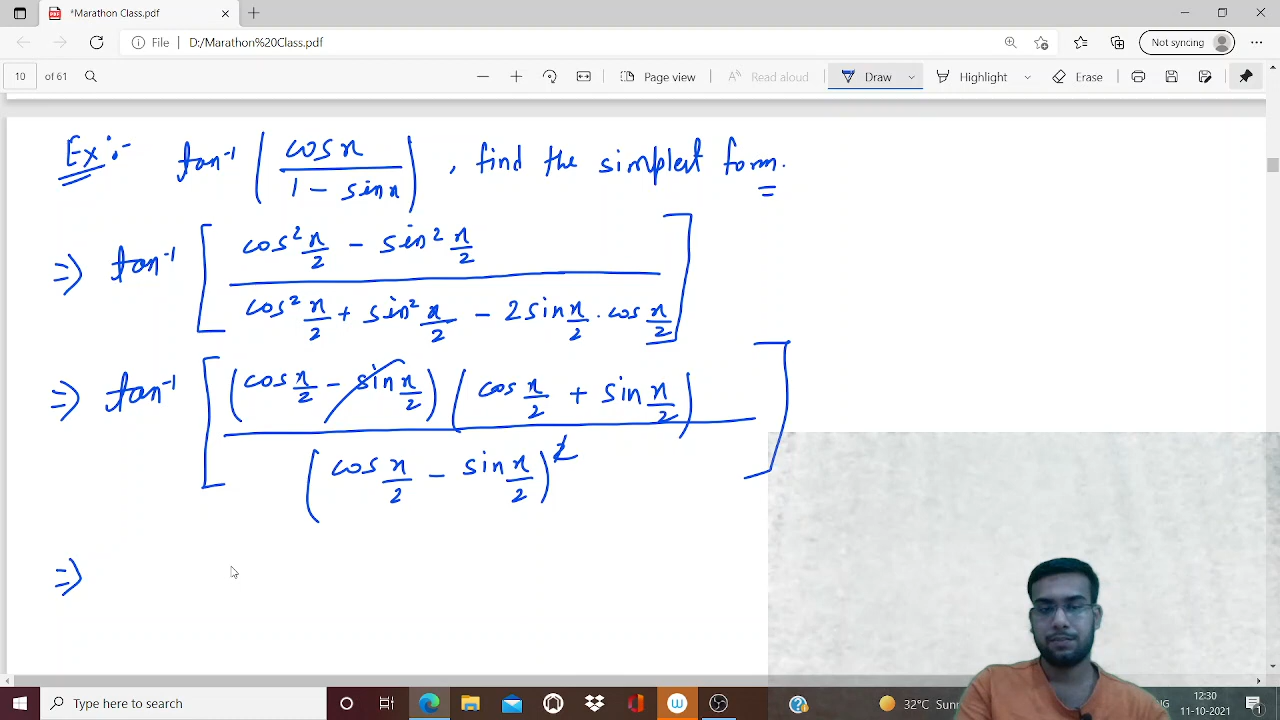 *Marathon Class.pdf
File D:/Marathon%20Class.pdf Not syncing
10 of 61 Page view Read aloud Draw Highlight Erase
Ex:- tan⁻¹ (cos x / 1 - sin x), find the simplest form.
⇒ tan⁻¹ [cos² x/2 - sin² x/2 / cos² x/2 + sin² x/2 - 2 sin x/2 . cos x/2]
⇒ tan⁻¹ [(cos x/2 - sin x/2) (cos x/2 + sin x/2) / (cos x/2 - sin x/2)²]
⇒
Type here to search 32°C Sunn 12:30
11-10-2021